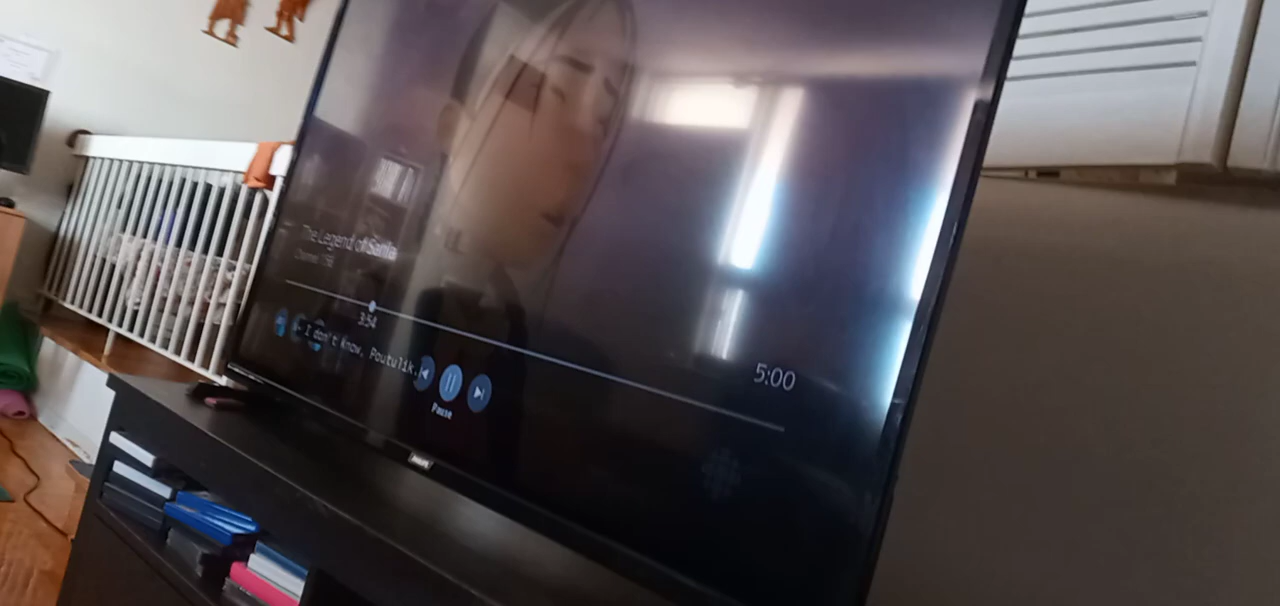 The Legend of Santa
3:54
5:00
- I don't know, Poutulik.
Pause